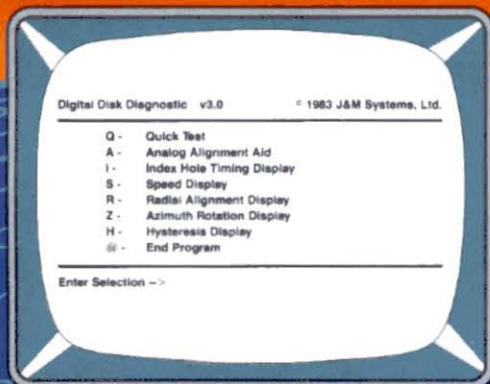 Digital Disk Diagnostic v3.0 © 1983 J&M Systems, Ltd.
Q - Quick Test
A - Analog Alignment Aid
I - Index Hole Timing Display
S - Speed Display
R - Radial Alignment Display
Z - Azimuth Rotation Display
H - Hysteresis Display
@ - End Program
Enter Selection -->